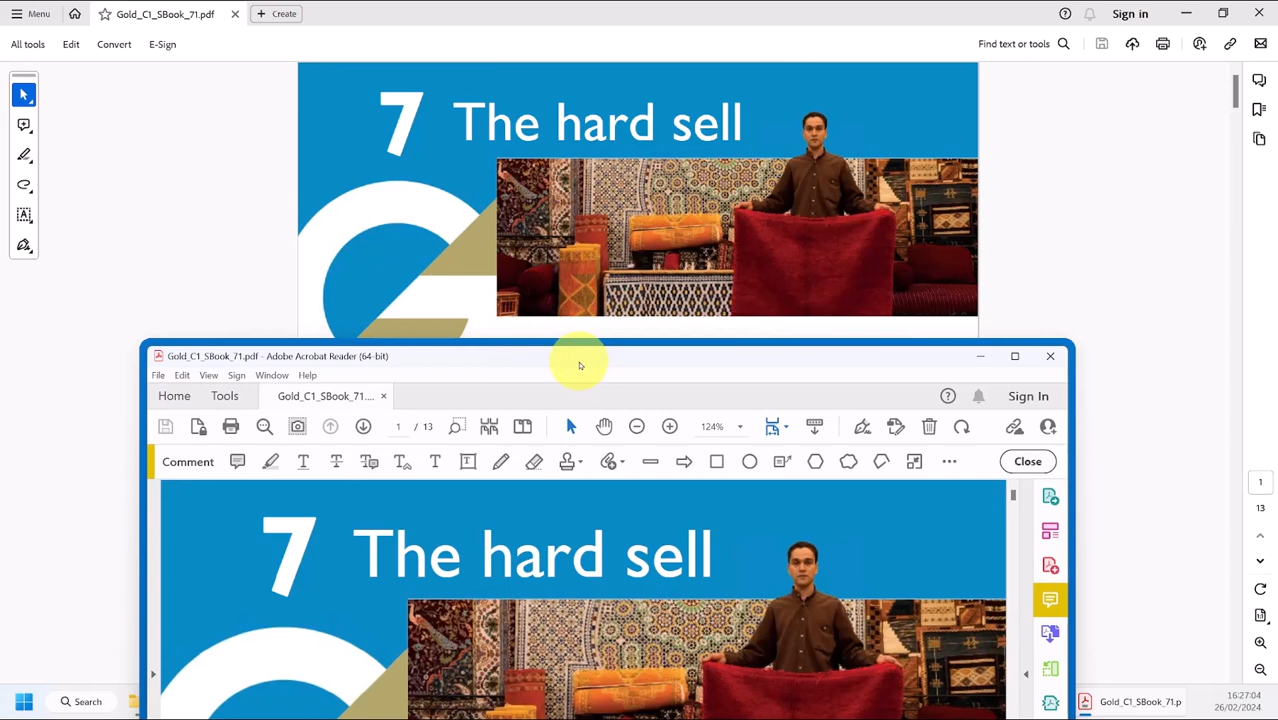 Menu
Gold_C1_SBook_71.pdf
Create
Sign in
All tools
Edit
Convert
E-Sign
Find text or tools
7 The hard sell
Gold_C1_SBook_71.pdf - Adobe Acrobat Reader (64-bit)
File Edit View Sign Window Help
Home
Tools
Gold_C1_SBook_71....
Sign In
1 / 13
124%
Comment
Close
7 The hard sell
1
13
Search
Gold_C1_SBook_71.p
16:27:04
26/02/2024